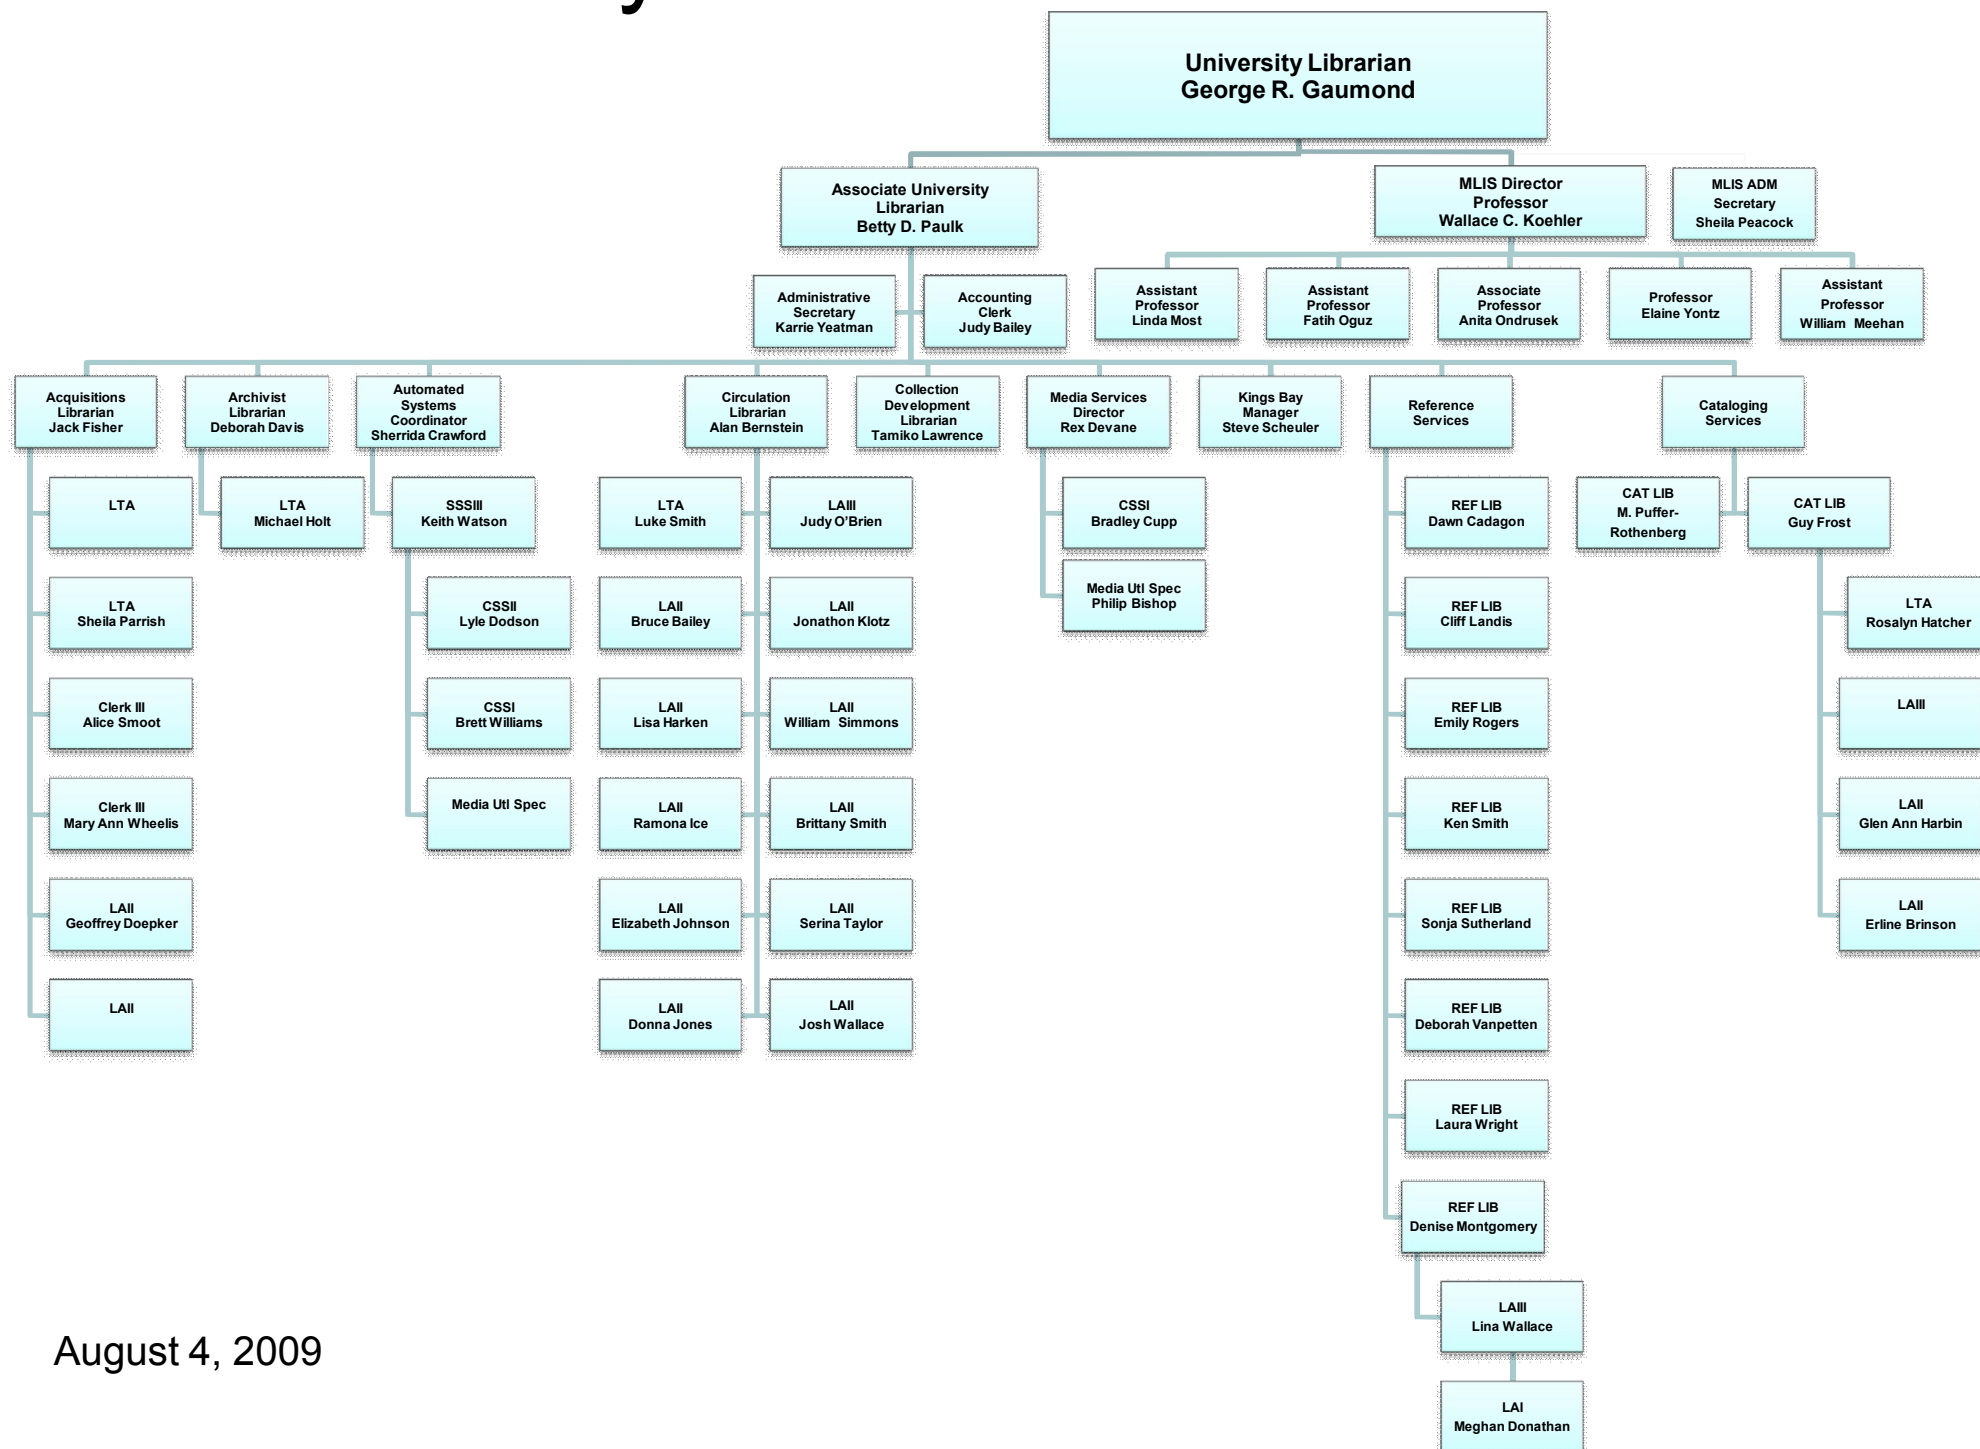 University Librarian
George R. Gaumond
Associate University
Librarian
Betty D. Paulk
MLIS Director
Professor
Wallace C. Koehler
MLIS ADM
Secretary
Sheila Peacock
Administrative
Secretary
Karrie Yeatman
Accounting
Clerk
Judy Bailey
Assistant
Professor
Linda Most
Assistant
Professor
Fatih Oguz
Associate
Professor
Anita Ondrusek
Professor
Elaine Yontz
Assistant
Professor
William Meehan
Acquisitions
Librarian
Jack Fisher
Archivist
Librarian
Deborah Davis
Automated
Systems
Coordinator
Sherrida Crawford
Circulation
Librarian
Alan Bernstein
Collection
Development
Librarian
Tamiko Lawrence
Media Services
Director
Rex Devane
Kings Bay
Manager
Steve Scheuler
Reference
Services
Cataloging
Services
LTA
LTA
Sheila Parrish
Clerk III
Alice Smoot
Clerk III
Mary Ann Wheelis
LAII
Geoffrey Doepker
LAII
LTA
Michael Holt
SSSIII
Keith Watson
CSSII
Lyle Dodson
CSSI
Brett Williams
Media Utl Spec
LTA
Luke Smith
LAIII
Judy O’Brien
LAII
Bruce Bailey
LAII
Jonathon Klotz
LAII
Lisa Harken
LAII
William Simmons
LAII
Ramona Ice
LAII
Brittany Smith
LAII
Elizabeth Johnson
LAII
Serina Taylor
LAII
Donna Jones
LAII
Josh Wallace
CSSI
Bradley Cupp
Media Utl Spec
Philip Bishop
REF LIB
Dawn Cadagon
REF LIB
Cliff Landis
REF LIB
Emily Rogers
REF LIB
Ken Smith
REF LIB
Sonja Sutherland
REF LIB
Deborah Vanpetten
REF LIB
Laura Wright
REF LIB
Denise Montgomery
LAIII
Lina Wallace
LAI
Meghan Donathan
CAT LIB
M. Puffer-
Rothenberg
CAT LIB
Guy Frost
LTA
Rosalyn Hatcher
LAIII
LAII
Glen Ann Harbin
LAII
Erline Brinson
August 4, 2009